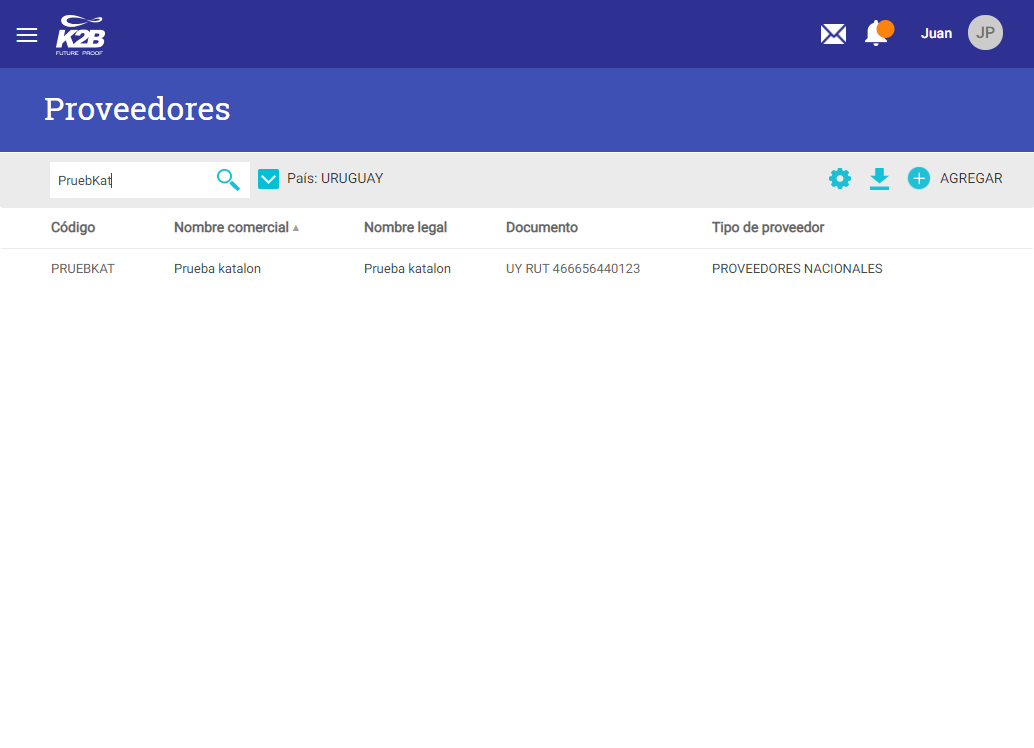 K2B
FUTURE PROOF
Juan
JP
Proveedores
PruebKat
País: URUGUAY
AGREGAR
Código Nombre comercial Nombre legal Documento Tipo de proveedor
PRUEBKAT Prueba katalon Prueba katalon UY RUT 466656440123 PROVEEDORES NACIONALES